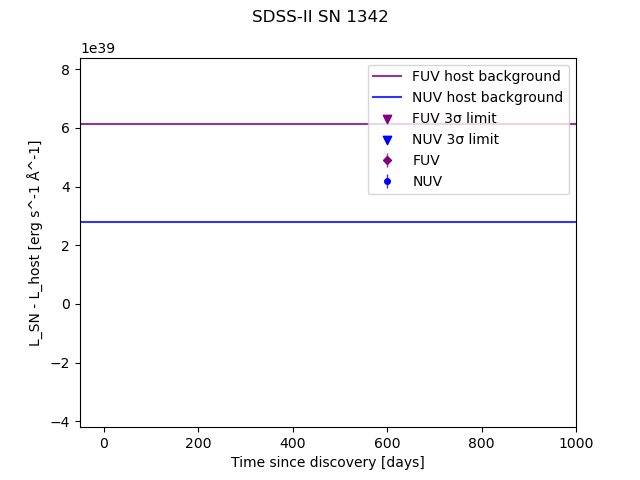 SDSS-II SN 1342
1e39
FUV host background
NUV host background
FUV 3σ limit
NUV 3σ limit
FUV
NUV
8
6
4
2
0
−2
−4
L_SN - L_host [erg s^-1 Å^-1]
0 200 400 600 800 1000
Time since discovery [days]